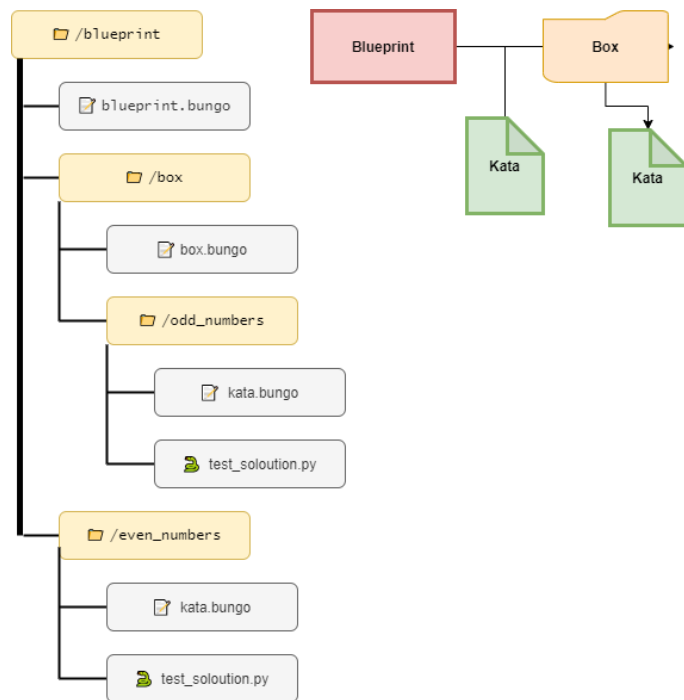 /blueprint
blueprint.bungo
/box
box.bungo
/odd_numbers
kata.bungo
test_soloution.py
/even_numbers
kata.bungo
test_soloution.py
Blueprint
Box
Kata
Kata